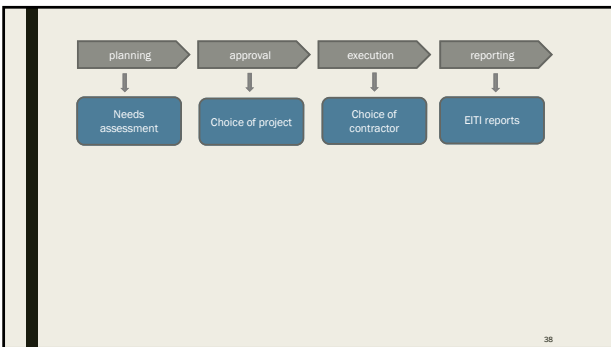 planning
approval
execution
reporting
Needs
assessment
Choice of project
Choice of
contractor
EITI reports
38